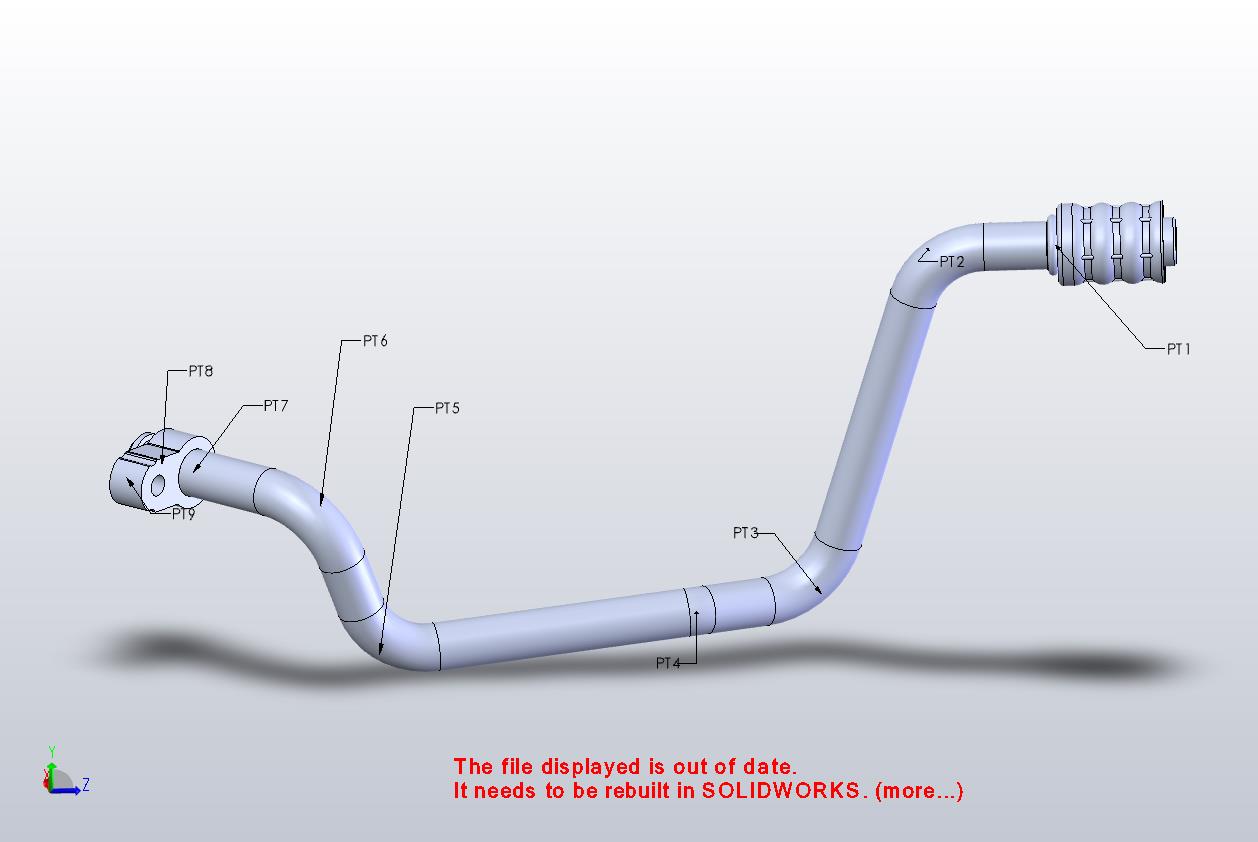 PT2
PT1
PT6
PT8
PT7
PT5
PT9
PT3
PT4
Y
X
Z
The file displayed is out of date.
It needs to be rebuilt in SOLIDWORKS. (more...)